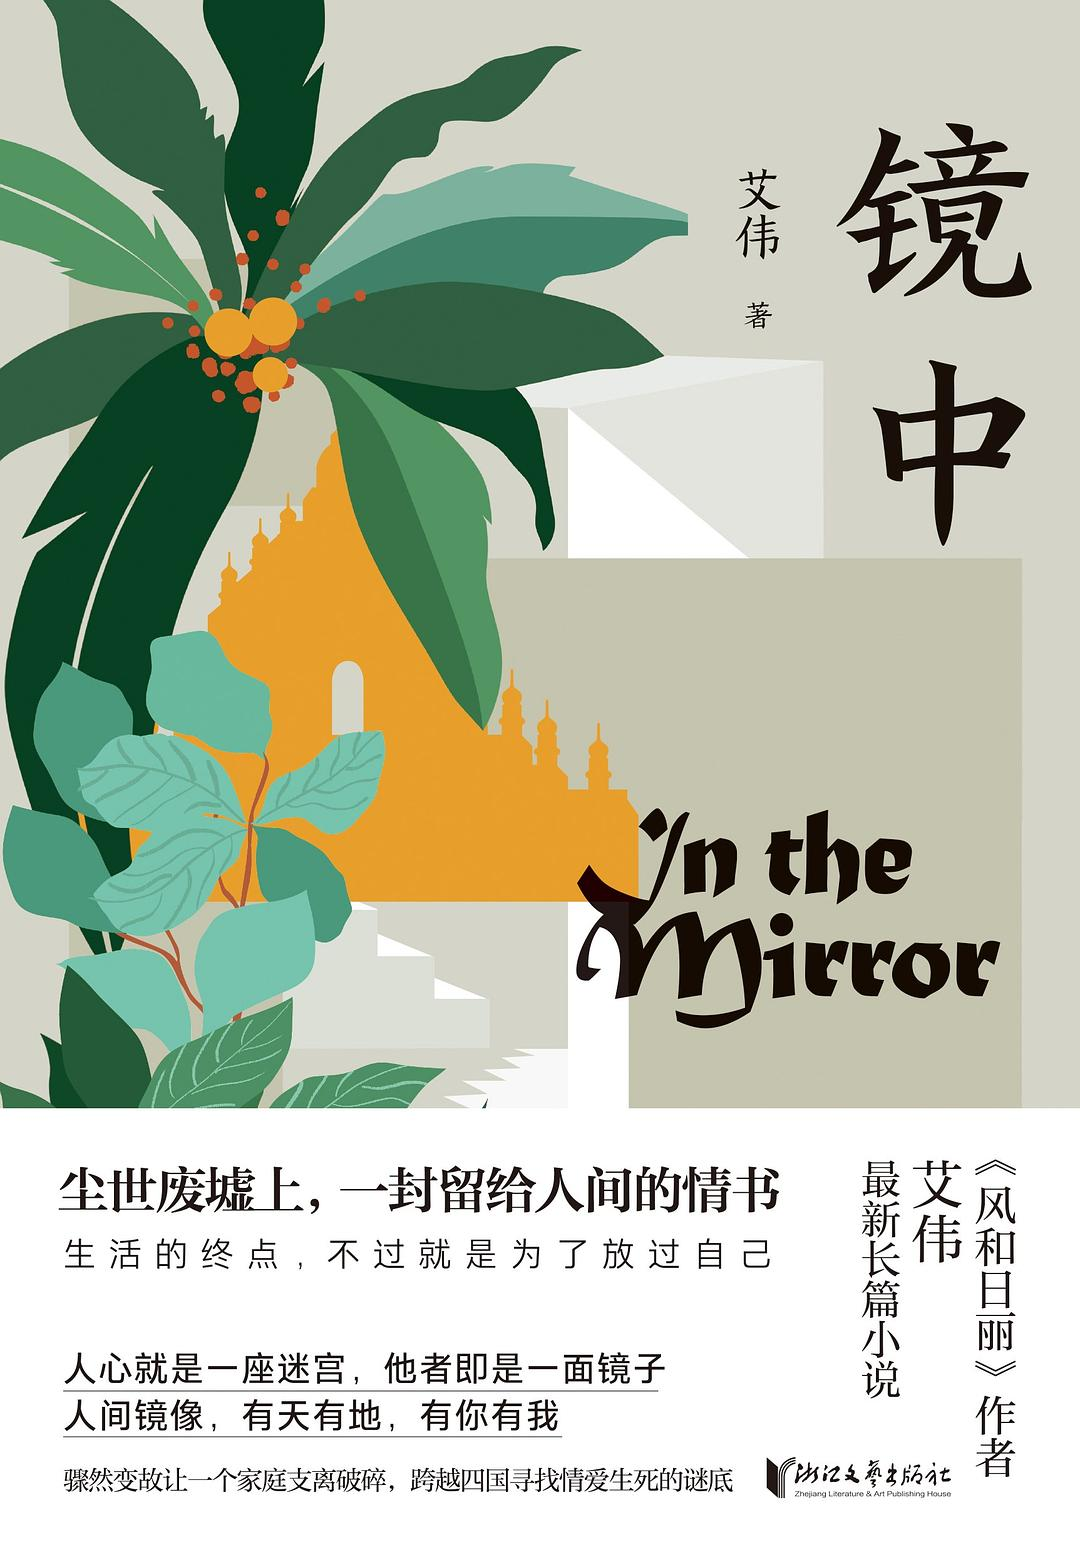 镜中
艾伟 著
In the
Mirror
尘世废墟上，一封留给人间的情书
生活的终点，不过就是为了放过自己
人心就是一座迷宫，他者即是一面镜子
人间镜像，有天有地，有你有我
骤然变故让一个家庭支离破碎，跨越四国寻找情爱生死的谜底
《风和日丽》作者
艾伟
最新长篇小说
浙江文艺出版社
Zhejiang Literature & Art Publishing House